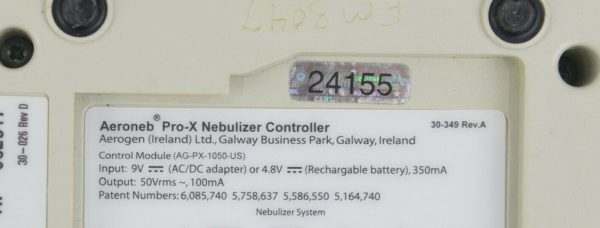 Em 3047
24155
Aeroneb® Pro-X Nebulizer Controller
30-349 Rev.A
Aerogen (Ireland) Ltd., Galway Business Park, Galway, Ireland
Control Module (AG-PX-1050-US)
Input: 9V ⎓ (AC/DC adapter) or 4.8V ⎓ (Rechargable battery), 350mA
Output: 50Vrms ~, 100mA
Patent Numbers: 6,085,740 5,758,637 5,586,550 5,164,740
Nebulizer System
30-026 Rev D